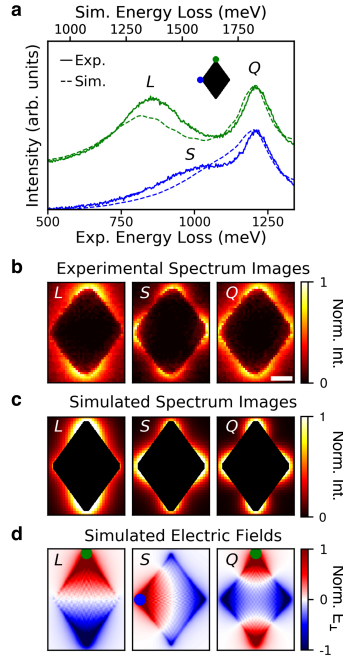 a
Sim. Energy Loss (meV)
1000 1250 1500 1750
Exp.
Sim.
L
Q
S
Intensity (arb. units)
500 750 1000 1250
Exp. Energy Loss (meV)
b Experimental Spectrum Images
L S Q
1
0
Norm. Int.
c Simulated Spectrum Images
L S Q
1
0
Norm. Int.
d Simulated Electric Fields
L S Q
1
0
-1
Norm. E⊥